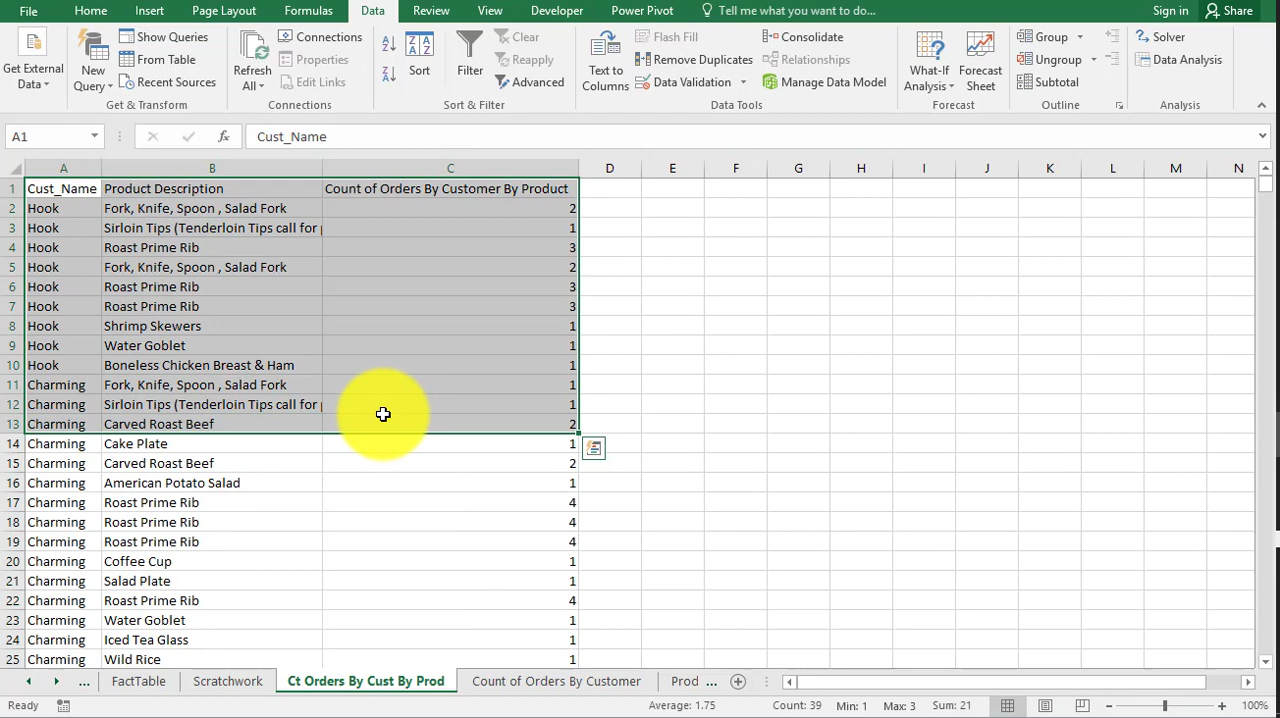 File Home Insert Page Layout Formulas Data Review View Developer Power Pivot Tell me what you want to do... Sign in Share
Get External Data
New Query
Show Queries
From Table
Recent Sources
Get & Transform
Refresh All
Connections
Properties
Edit Links
Connections
Sort
Filter
Clear
Reapply
Advanced
Sort & Filter
Text to Columns
Flash Fill
Remove Duplicates
Data Validation
Consolidate
Relationships
Manage Data Model
Data Tools
What-If Analysis
Forecast Sheet
Forecast
Group
Ungroup
Subtotal
Outline
Solver
Data Analysis
Analysis
A1 fx Cust_Name
A B C D E F G H I J K L M N
1 Cust_Name Product Description Count of Orders By Customer By Product
2 Hook Fork, Knife, Spoon , Salad Fork 2
3 Hook Sirloin Tips (Tenderloin Tips call for 1
4 Hook Roast Prime Rib 3
5 Hook Fork, Knife, Spoon , Salad Fork 2
6 Hook Roast Prime Rib 3
7 Hook Roast Prime Rib 3
8 Hook Shrimp Skewers 1
9 Hook Water Goblet 1
10 Hook Boneless Chicken Breast & Ham 1
11 Charming Fork, Knife, Spoon , Salad Fork 1
12 Charming Sirloin Tips (Tenderloin Tips call for 1
13 Charming Carved Roast Beef 2
14 Charming Cake Plate 1
15 Charming Carved Roast Beef 2
16 Charming American Potato Salad 1
17 Charming Roast Prime Rib 4
18 Charming Roast Prime Rib 4
19 Charming Roast Prime Rib 4
20 Charming Coffee Cup 1
21 Charming Salad Plate 1
22 Charming Roast Prime Rib 4
23 Charming Water Goblet 1
24 Charming Iced Tea Glass 1
25 Charming Wild Rice 1
... FactTable Scratchwork Ct Orders By Cust By Prod Count of Orders By Customer Prod ...
Ready Average: 1.75 Count: 39 Min: 1 Max: 3 Sum: 21 100%